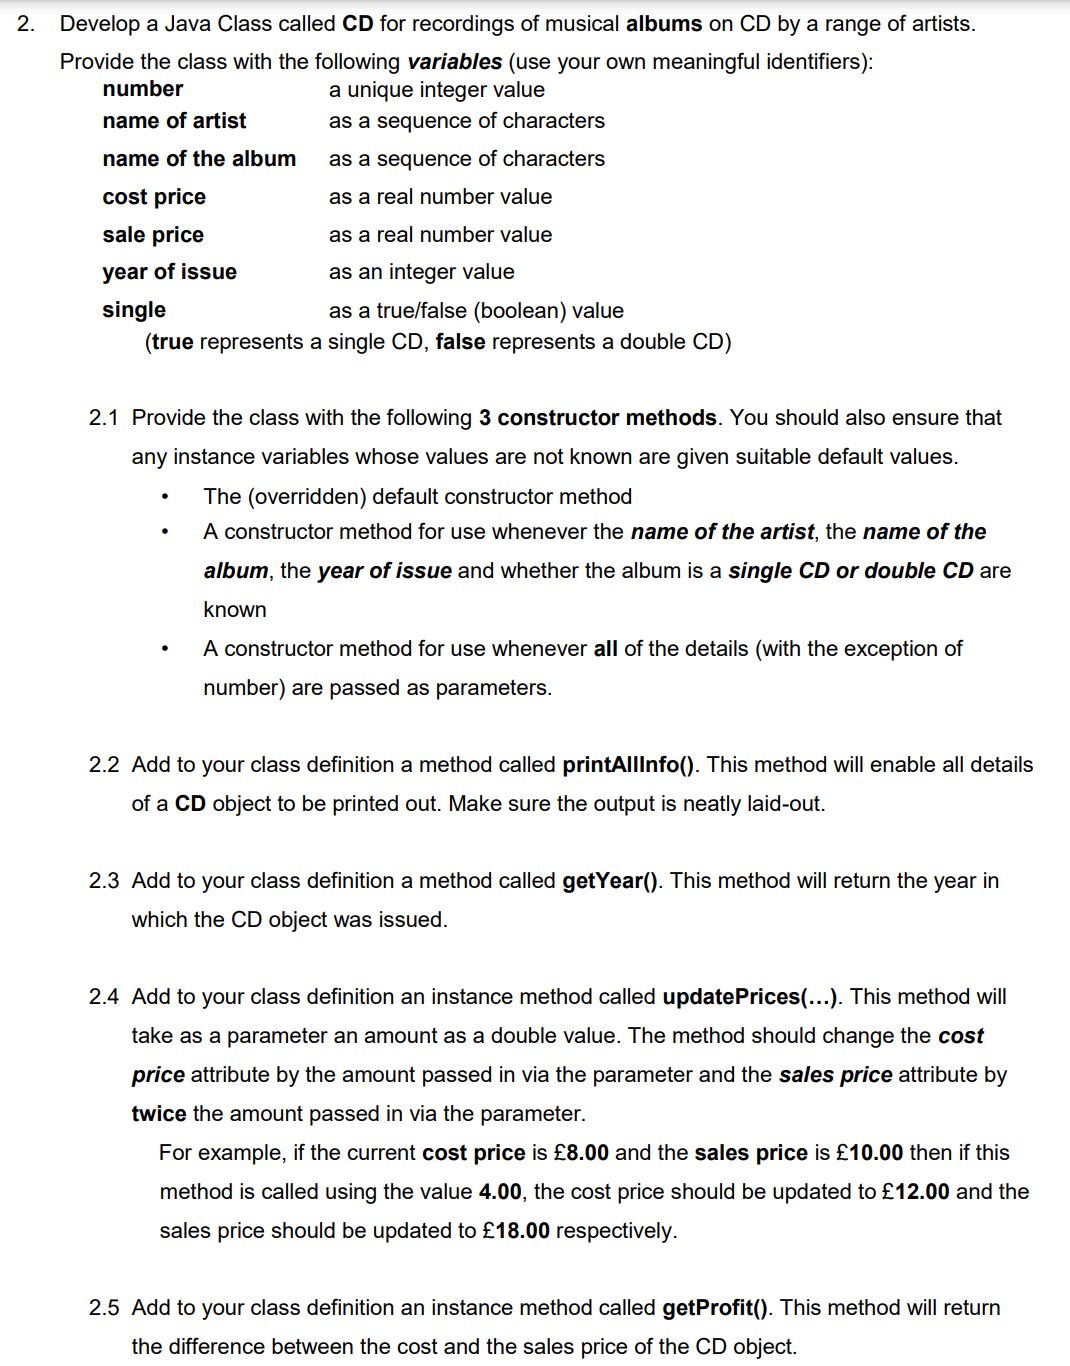 2. Develop a Java Class called CD for recordings of musical albums on CD by a range of artists.
Provide the class with the following variables (use your own meaningful identifiers):
number a unique integer value
name of artist as a sequence of characters
name of the album as a sequence of characters
cost price as a real number value
sale price as a real number value
year of issue as an integer value
single as a true/false (boolean) value
(true represents a single CD, false represents a double CD)
2.1 Provide the class with the following 3 constructor methods. You should also ensure that
any instance variables whose values are not known are given suitable default values.
• The (overridden) default constructor method
• A constructor method for use whenever the name of the artist, the name of the
album, the year of issue and whether the album is a single CD or double CD are
known
• A constructor method for use whenever all of the details (with the exception of
number) are passed as parameters.
2.2 Add to your class definition a method called printAllInfo(). This method will enable all details
of a CD object to be printed out. Make sure the output is neatly laid-out.
2.3 Add to your class definition a method called getYear(). This method will return the year in
which the CD object was issued.
2.4 Add to your class definition an instance method called updatePrices(...). This method will
take as a parameter an amount as a double value. The method should change the cost
price attribute by the amount passed in via the parameter and the sales price attribute by
twice the amount passed in via the parameter.
For example, if the current cost price is £8.00 and the sales price is £10.00 then if this
method is called using the value 4.00, the cost price should be updated to £12.00 and the
sales price should be updated to £18.00 respectively.
2.5 Add to your class definition an instance method called getProfit(). This method will return
the difference between the cost and the sales price of the CD object.